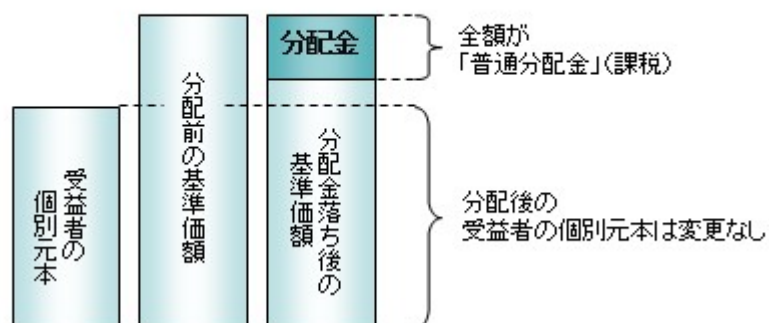 受益者の
個別元本
分配前の基準価額
分配金
分配金落ち後の
基準価額
全額が
「普通分配金」(課税)
分配後の
受益者の個別元本は変更なし